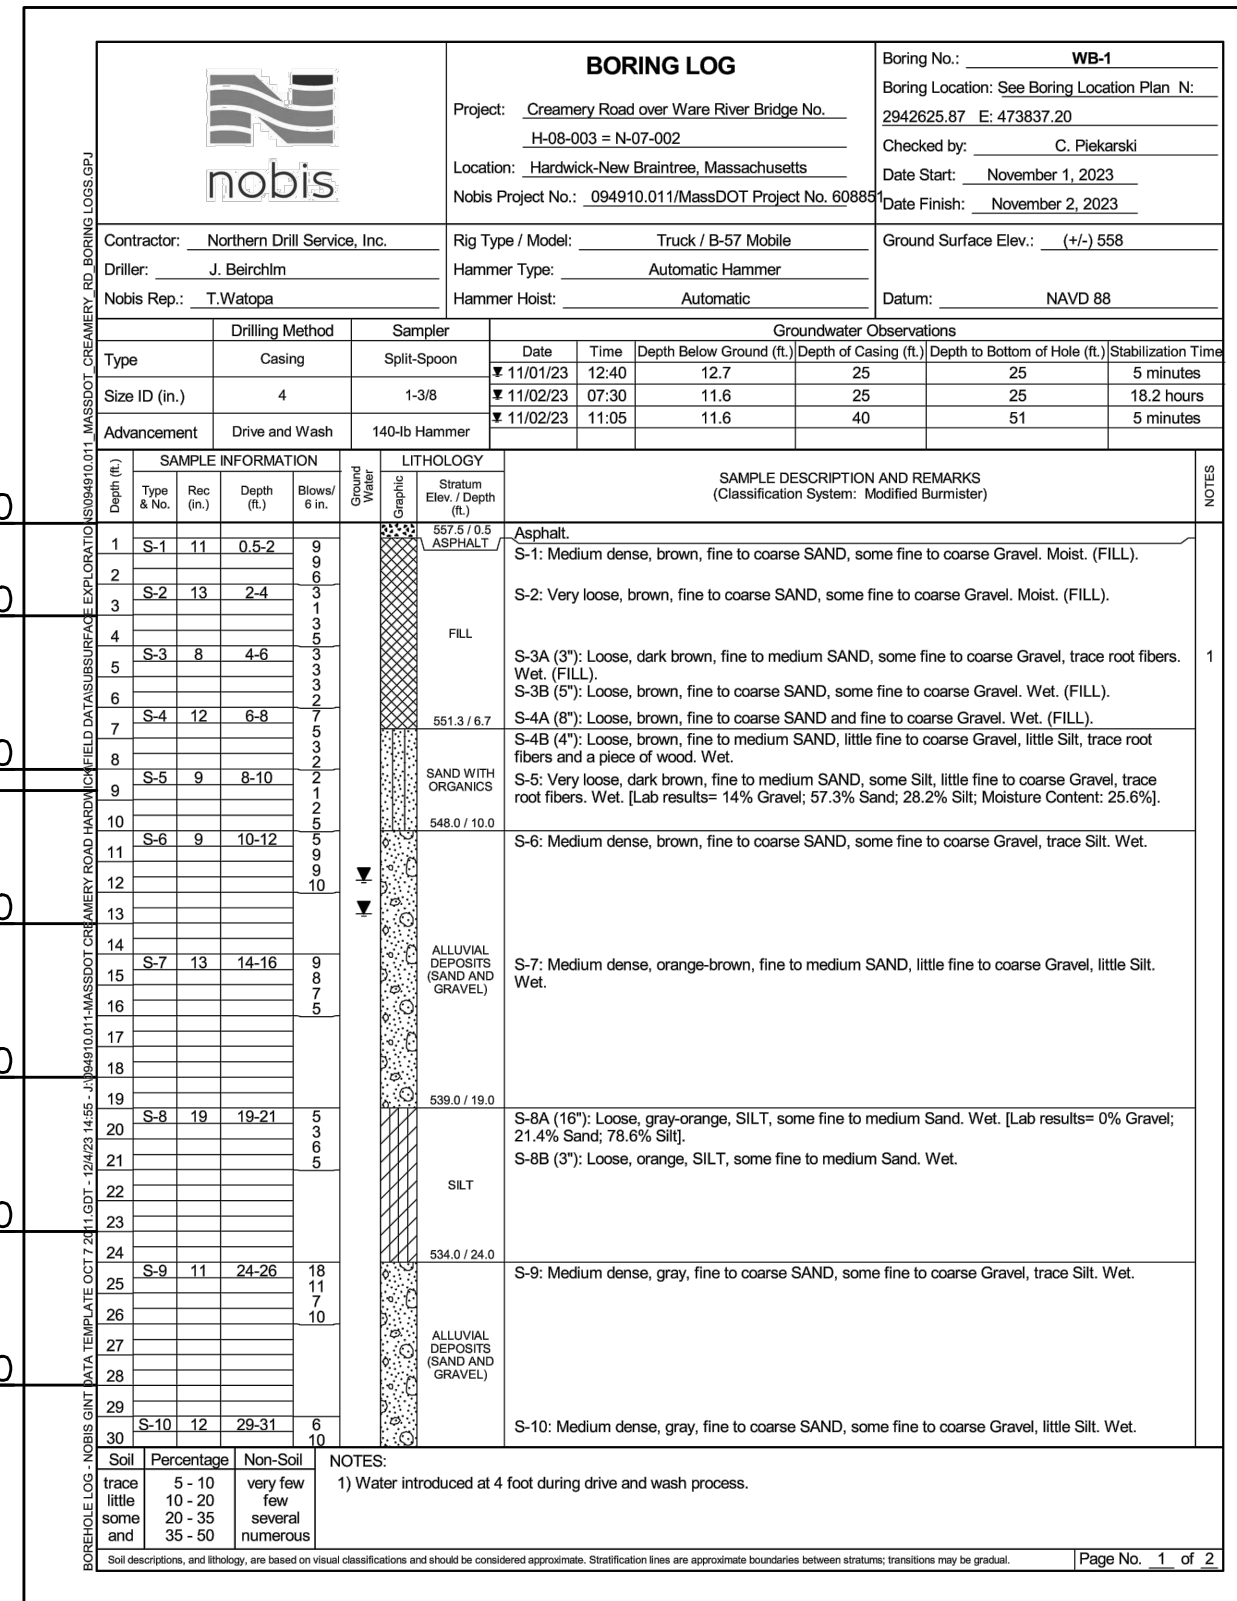 BORING LOG
nobis
Project: Creamery Road over Ware River Bridge No.
H-08-003 = N-07-002
Location: Hardwick-New Braintree, Massachusetts
Nobis Project No.: 094910.011/MassDOT Project No. 608851
Boring No.: WB-1
Boring Location: See Boring Location Plan N:
2942625.87 E: 473837.20
Checked by: C. Piekarski
Date Start: November 1, 2023
Date Finish: November 2, 2023
Contractor: Northern Drill Service, Inc.
Driller: J. Beirchlm
Nobis Rep.: T.Watopa
Rig Type / Model: Truck / B-57 Mobile
Hammer Type: Automatic Hammer
Hammer Hoist: Automatic
Ground Surface Elev.: (+/-) 558
Datum: NAVD 88
Drilling Method Sampler
Type Casing Split-Spoon
Size ID (in.) 4 1-3/8
Advancement Drive and Wash 140-lb Hammer
Groundwater Observations
Date Time Depth Below Ground (ft.) Depth of Casing (ft.) Depth to Bottom of Hole (ft.) Stabilization Time
11/01/23 12:40 12.7 25 25 5 minutes
11/02/23 07:30 11.6 25 25 18.2 hours
11/02/23 11:05 11.6 40 51 5 minutes
Depth (ft.)
SAMPLE INFORMATION
Type & No. Rec (in.) Depth (ft.) Blows/ 6 in.
Ground Water
LITHOLOGY
Graphic
Stratum Elev. / Depth (ft.)
SAMPLE DESCRIPTION AND REMARKS
(Classification System: Modified Burmister)
NOTES
557.5 / 0.5
ASPHALT
Asphalt.
1 S-1 11 0.5-2 9
9
2 6
S-1: Medium dense, brown, fine to coarse SAND, some fine to coarse Gravel. Moist. (FILL).
S-2 13 2-4 3
3 1
3
4 5
S-2: Very loose, brown, fine to coarse SAND, some fine to coarse Gravel. Moist. (FILL).
FILL
S-3 8 4-6 3
5 3
3
6 2
S-3A (3"): Loose, dark brown, fine to medium SAND, some fine to coarse Gravel, trace root fibers.
Wet. (FILL).
1
S-3B (5"): Loose, brown, fine to coarse SAND, some fine to coarse Gravel. Wet. (FILL).
S-4 12 6-8 7
7 5
3
8 2
551.3 / 6.7
S-4A (8"): Loose, brown, fine to coarse SAND and fine to coarse Gravel. Wet. (FILL).
S-4B (4"): Loose, brown, fine to medium SAND, little fine to coarse Gravel, little Silt, trace root
fibers and a piece of wood. Wet.
S-5 9 8-10 2
9 1
2
10 5
SAND WITH
ORGANICS
548.0 / 10.0
S-5: Very loose, dark brown, fine to medium SAND, some Silt, little fine to coarse Gravel, trace
root fibers. Wet. [Lab results= 14% Gravel; 57.3% Sand; 28.2% Silt; Moisture Content: 25.6%].
S-6 9 10-12 5
11 9
9
12 10
S-6: Medium dense, brown, fine to coarse SAND, some fine to coarse Gravel, trace Silt. Wet.
13
14
ALLUVIAL
DEPOSITS
(SAND AND
GRAVEL)
S-7 13 14-16 9
15 8
7
16 5
S-7: Medium dense, orange-brown, fine to medium SAND, little fine to coarse Gravel, little Silt.
Wet.
17
18
19
539.0 / 19.0
S-8 19 19-21 5
20 3
6
21 5
S-8A (16"): Loose, gray-orange, SILT, some fine to medium Sand. Wet. [Lab results= 0% Gravel;
21.4% Sand; 78.6% Silt].
S-8B (3"): Loose, orange, SILT, some fine to medium Sand. Wet.
SILT
22
23
24
534.0 / 24.0
S-9 11 24-26 18
25 11
7
26 10
S-9: Medium dense, gray, fine to coarse SAND, some fine to coarse Gravel, trace Silt. Wet.
ALLUVIAL
DEPOSITS
(SAND AND
GRAVEL)
27
28
29
S-10 12 29-31 6
30 10
S-10: Medium dense, gray, fine to coarse SAND, some fine to coarse Gravel, little Silt. Wet.
Soil Percentage Non-Soil
trace 5 - 10 very few
little 10 - 20 few
some 20 - 35 several
and 35 - 50 numerous
NOTES:
1) Water introduced at 4 foot during drive and wash process.
Soil descriptions, and lithology, are based on visual classifications and should be considered approximate. Stratification lines are approximate boundaries between stratums; transitions may be gradual.
Page No. 1 of 2